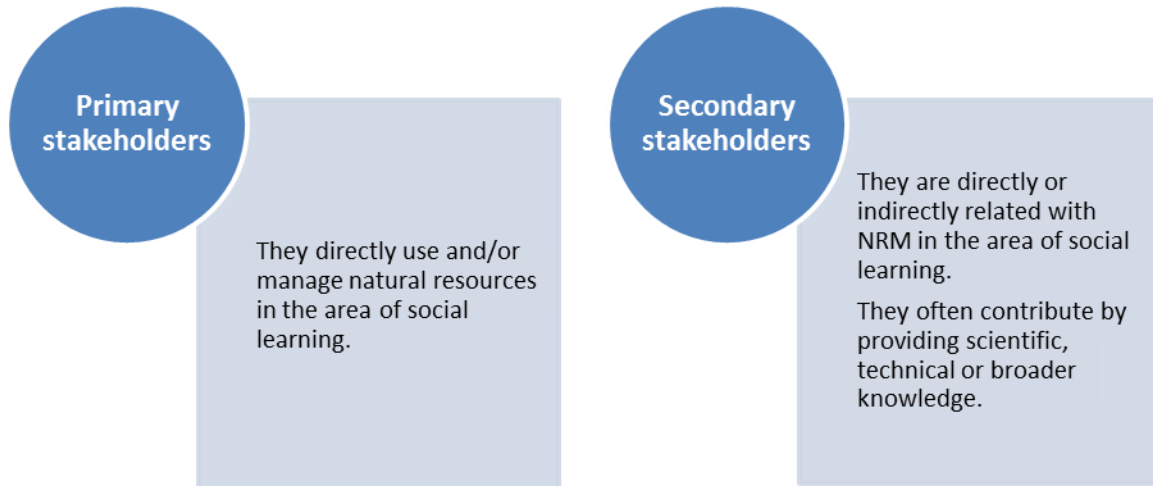 Primary
stakeholders
They directly use and/or
manage natural resources
in the area of social
learning.
Secondary
stakeholders
They are directly or
indirectly related with
NRM in the area of social
learning.
They often contribute by
providing scientific,
technical or broader
knowledge.